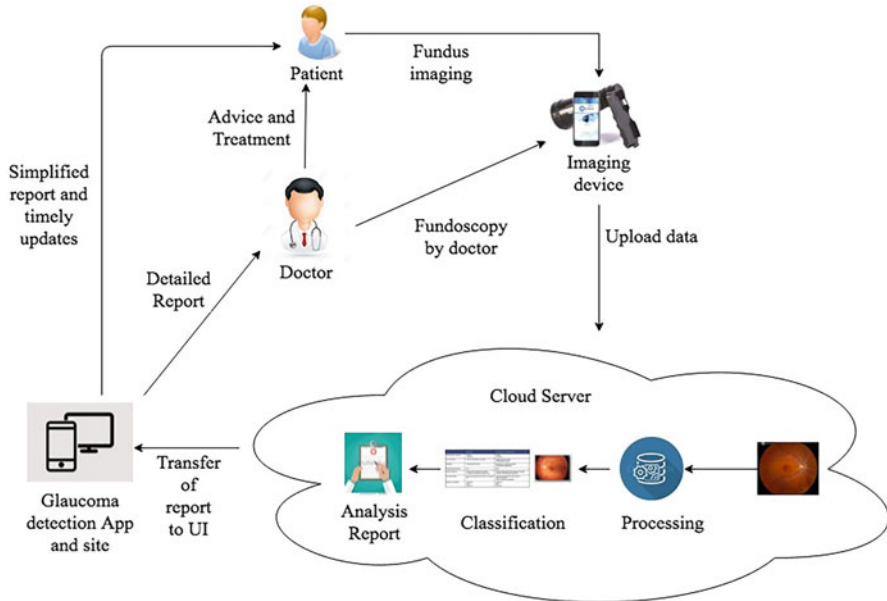 Patient
Fundus
imaging
Advice and
Treatment
Imaging
device
Simplified
report and
timely
updates
Fundoscopy
by doctor
Upload data
Doctor
Detailed
Report
Cloud Server
Transfer
of
report
to UI
Glaucoma
detection App
and site
Analysis
Report
Classification
Processing